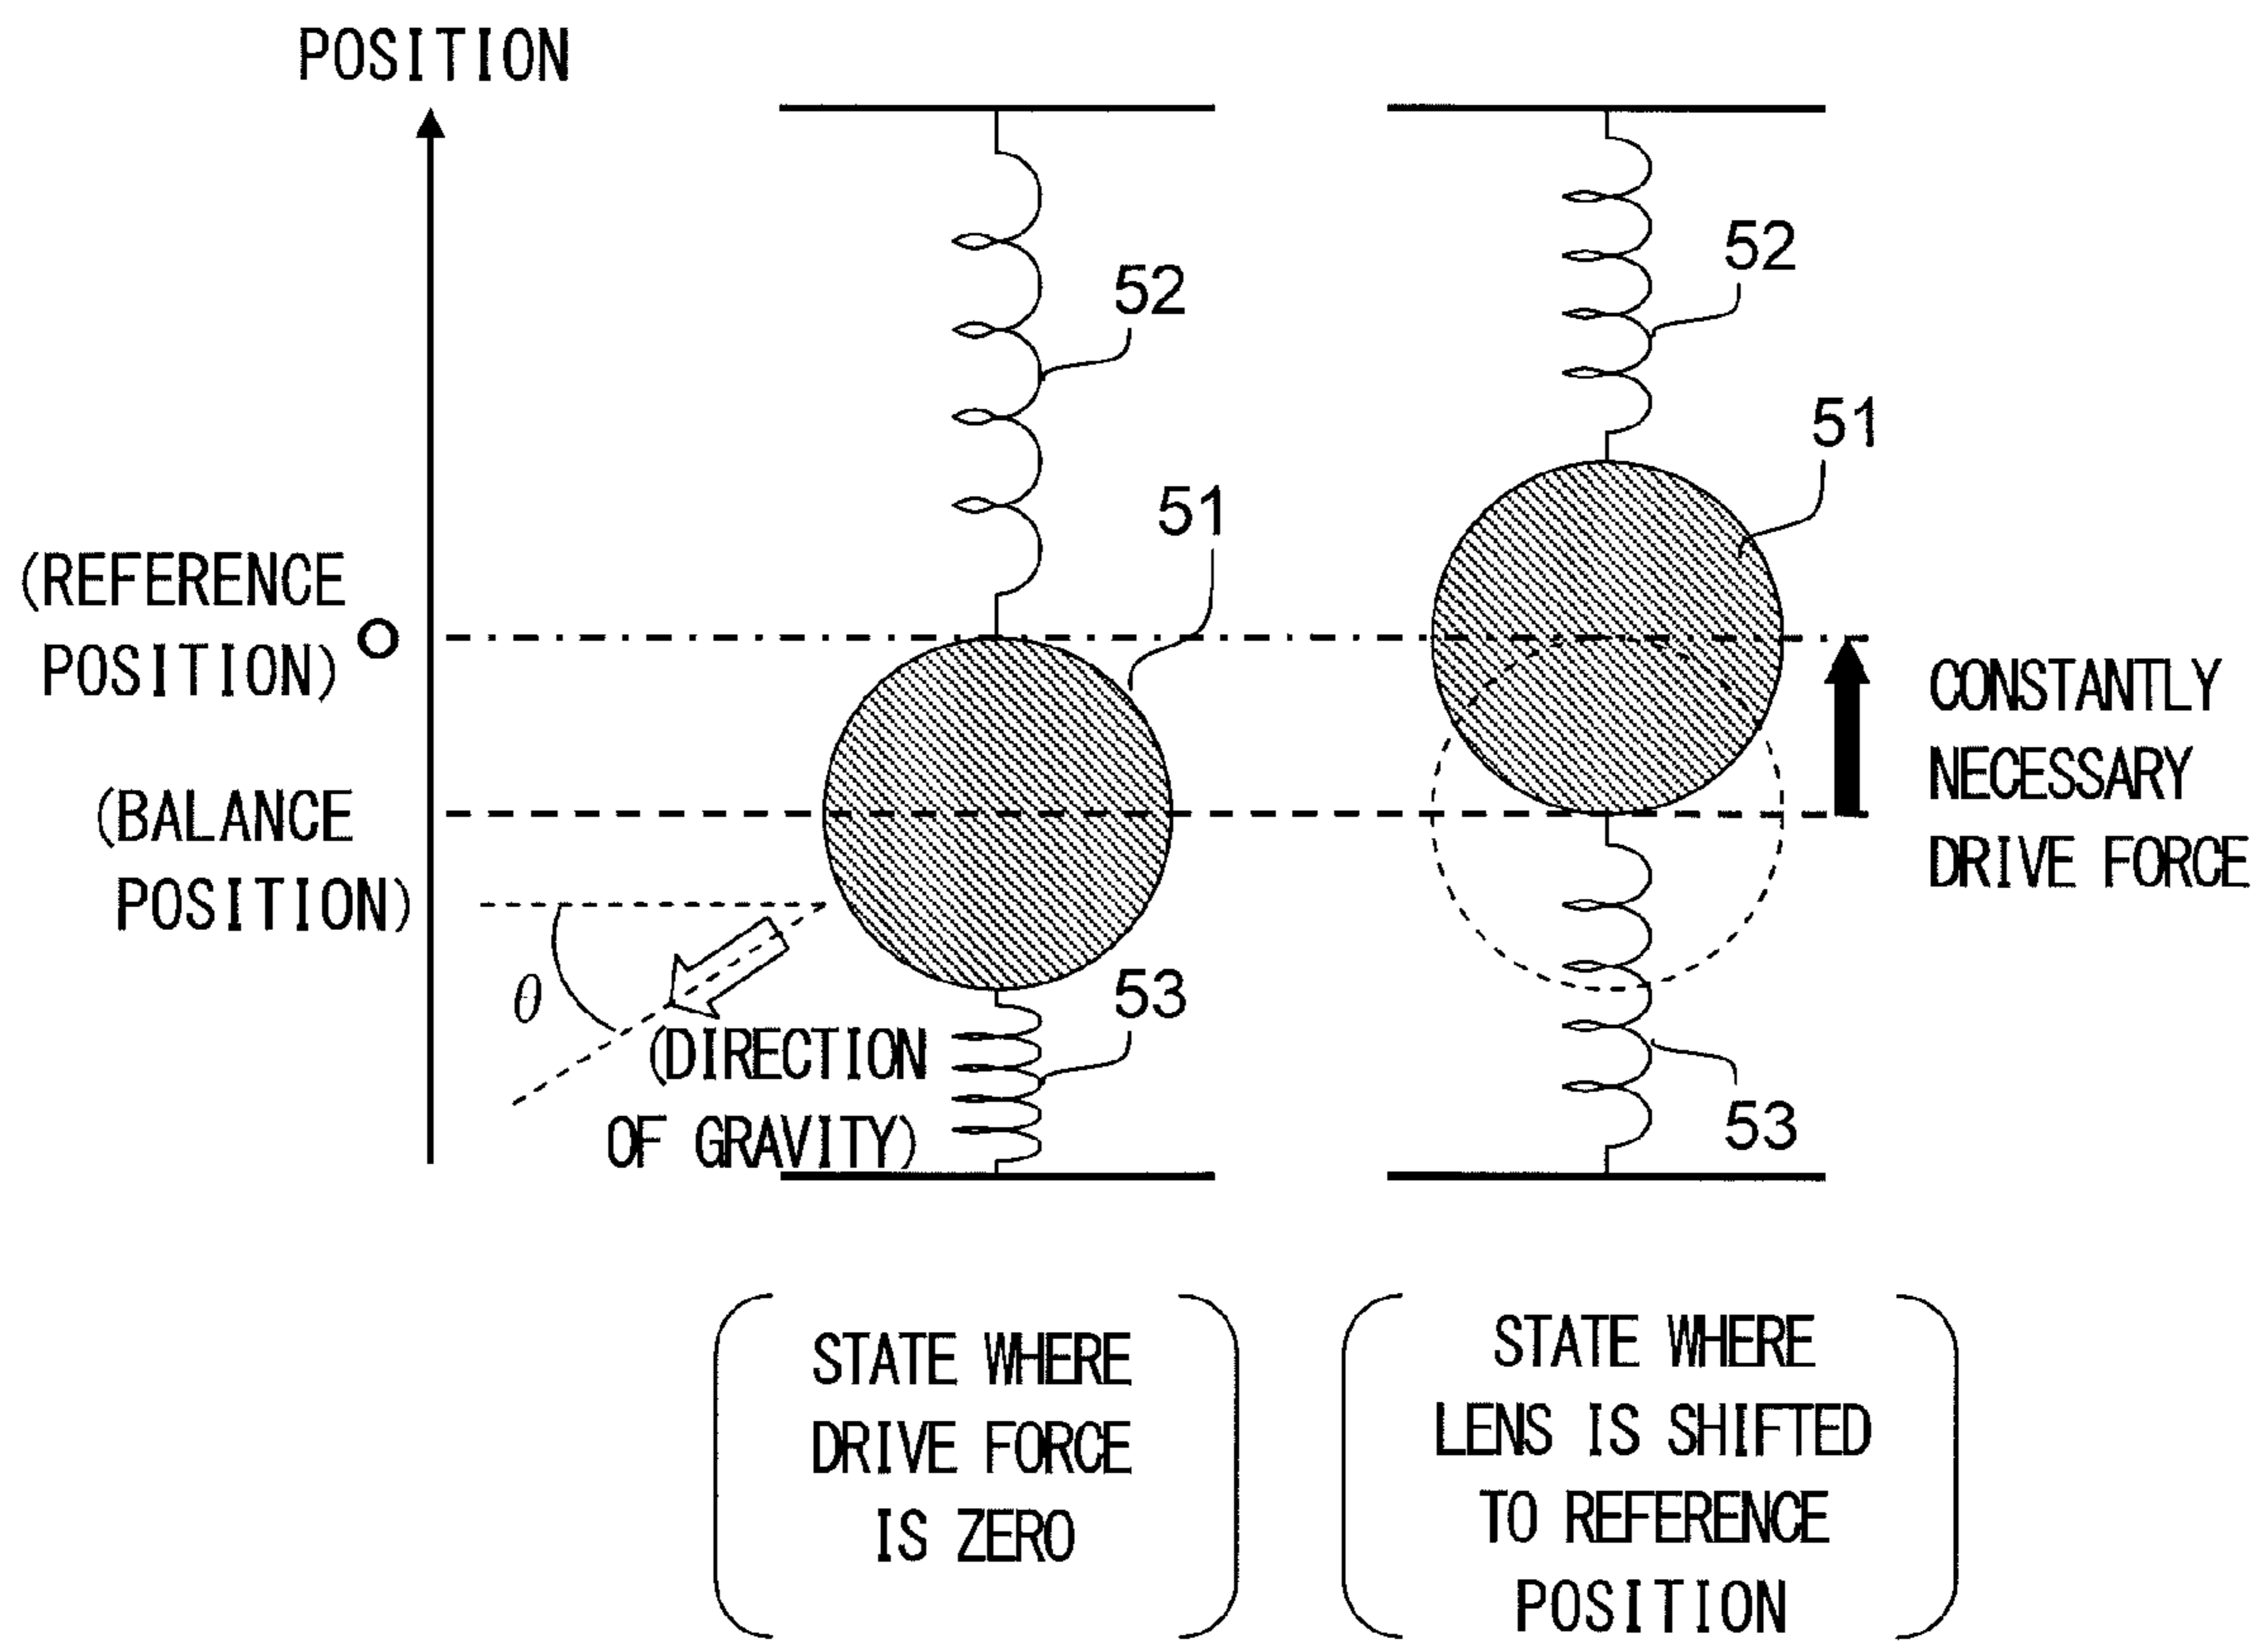 POSITION
52
52
51
51
(REFERENCE
POSITION)
O
CONSTANTLY
NECESSARY
DRIVE FORCE
(BALANCE
POSITION)
θ
(DIRECTION
OF GRAVITY)
53
53
STATE WHERE
DRIVE FORCE
IS ZERO
STATE WHERE
LENS IS SHIFTED
TO REFERENCE
POSITION